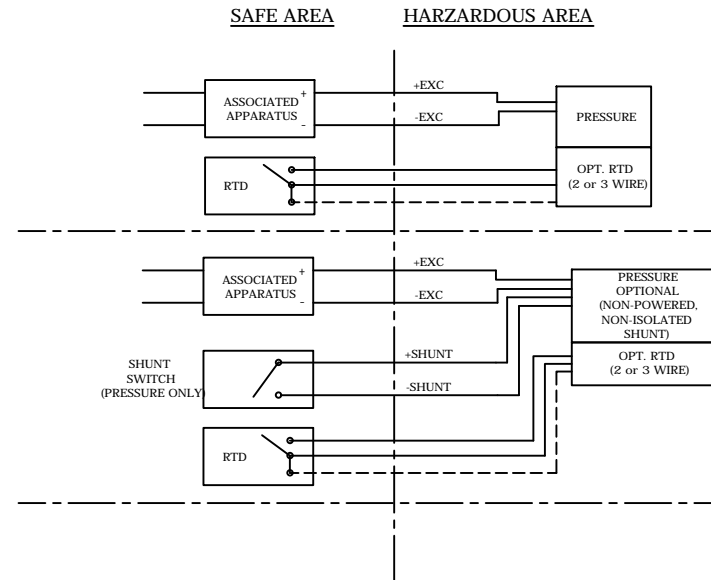 SAFE AREA
HARZARDOUS AREA
ASSOCIATED
APPARATUS
+
-
+EXC
-EXC
PRESSURE
RTD
OPT. RTD
(2 or 3 WIRE)
ASSOCIATED
APPARATUS
+
-
+EXC
-EXC
PRESSURE
OPTIONAL
(NON-POWERED,
NON-ISOLATED
SHUNT)
SHUNT
SWITCH
(PRESSURE ONLY)
+SHUNT
-SHUNT
OPT. RTD
(2 or 3 WIRE)
RTD